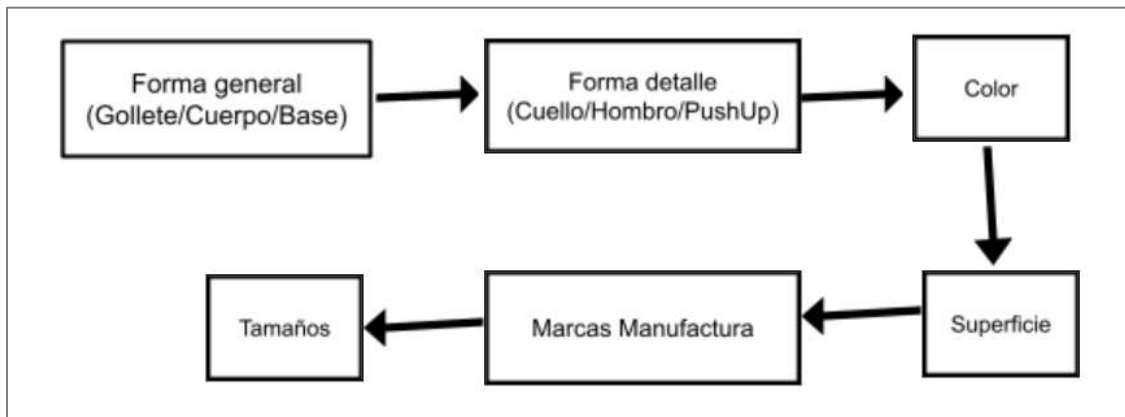 Forma general
(Gollete/Cuerpo/Base)
Forma detalle
(Cuello/Hombro/PushUp)
Color
Superficie
Marcas Manufactura
Tamaños